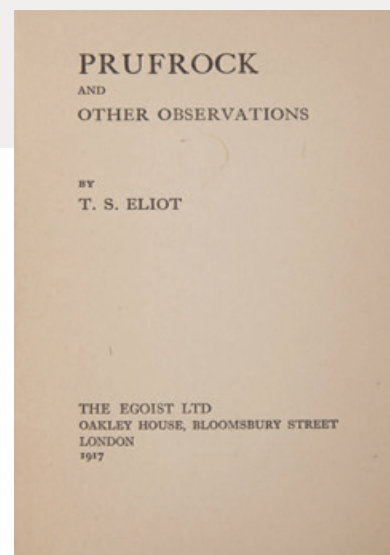 PRUFROCK
AND
OTHER OBSERVATIONS
BY
T. S. ELIOT
THE EGOIST LTD
OAKLEY HOUSE, BLOOMSBURY STREET
LONDON
1917